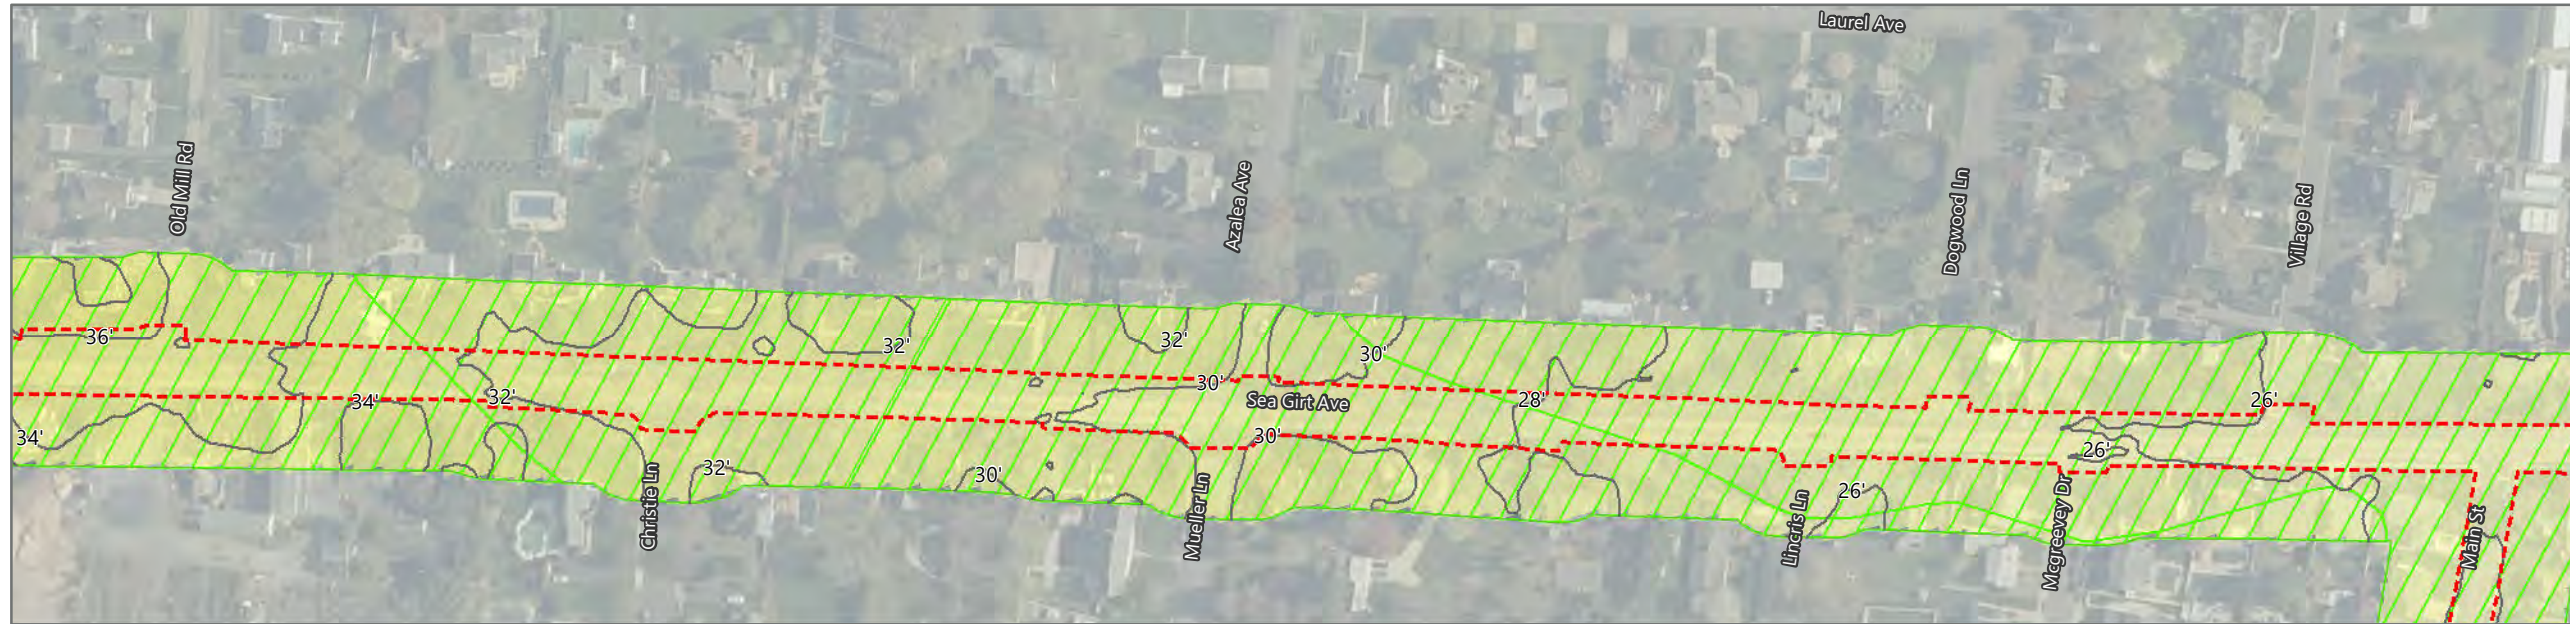 Laurel Ave
Old Mill Rd
Azalea Ave
Dogwood Ln
Village Rd
36'
32'
32'
30'
30'
34'
32'
Sea Girt Ave
28'
26'
34'
30'
26'
32'
30'
26'
Christie Ln
Mueller Ln
Lincris Ln
Mcgreevey Dr
Main St